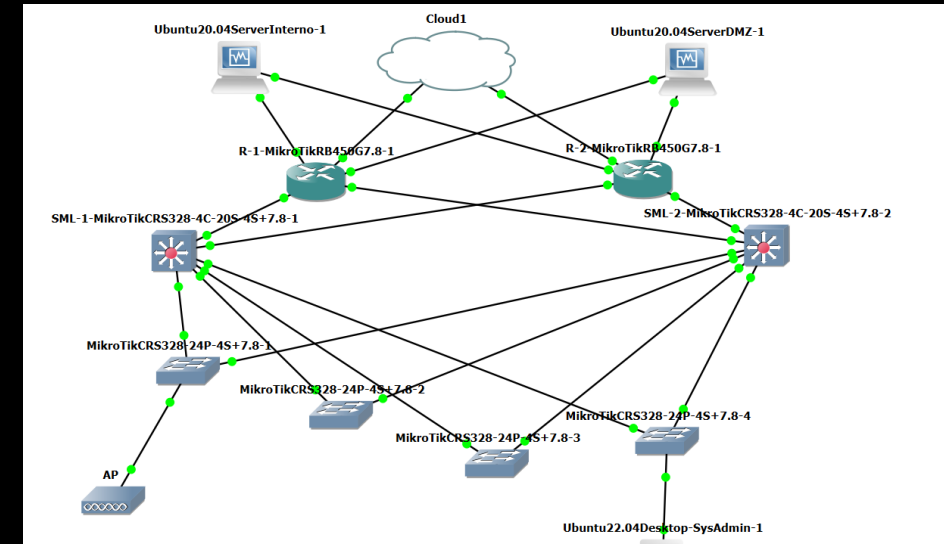 Cloud1
Ubuntu20.04ServerInterno-1
Ubuntu20.04ServerDMZ-1
R-1-MikroTikRB450G7.8-1
R-2-MikroTikRB450G7.8-1
SML-1-MikroTikCRS328-4C-20S-4S+7.8-1
SML-2-MikroTikCRS328-4C-20S-4S+7.8-2
MikroTikCRS328-24P-4S+7.8-1
MikroTikCRS328-24P-4S+7.8-2
MikroTikCRS328-24P-4S+7.8-3
MikroTikCRS328-24P-4S+7.8-4
AP
Ubuntu22.04Desktop-SysAdmin-1